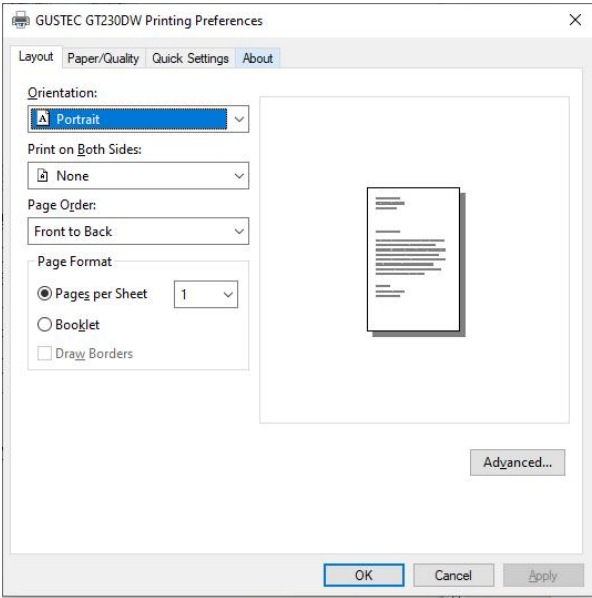 GUSTEC GT230DW Printing Preferences
Layout Paper/Quality Quick Settings About
Orientation:
Portrait
Print on Both Sides:
None
Page Order:
Front to Back
Page Format
Pages per Sheet 1
Booklet
Draw Borders
Advanced...
OK Cancel Apply